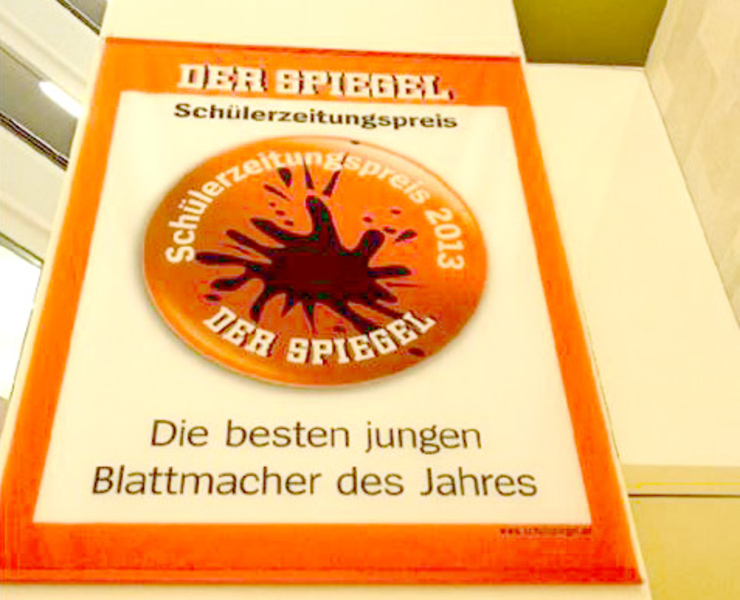 DER SPIEGEL
Schülerzeitungspreis
Schülerzeitungspreis 2013
DER SPIEGEL
Die besten jungen
Blattmacher des Jahres